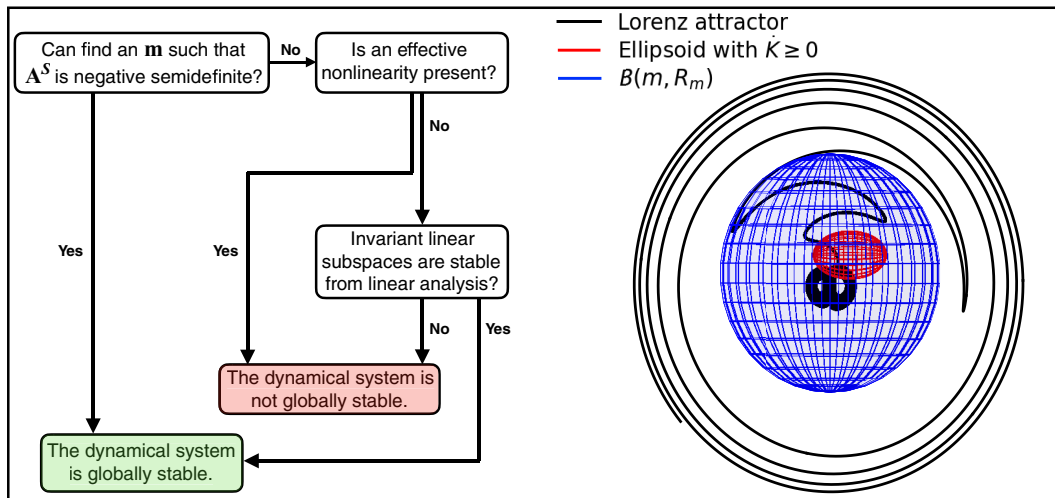 Can find an m such that
A^S is negative semidefinite?
No
Is an effective
nonlinearity present?
No
Yes
Yes
Invariant linear
subspaces are stable
from linear analysis?
No
Yes
The dynamical system is
not globally stable.
The dynamical system
is globally stable.
Lorenz attractor
Ellipsoid with K̇ ≥ 0
B(m, R_m)